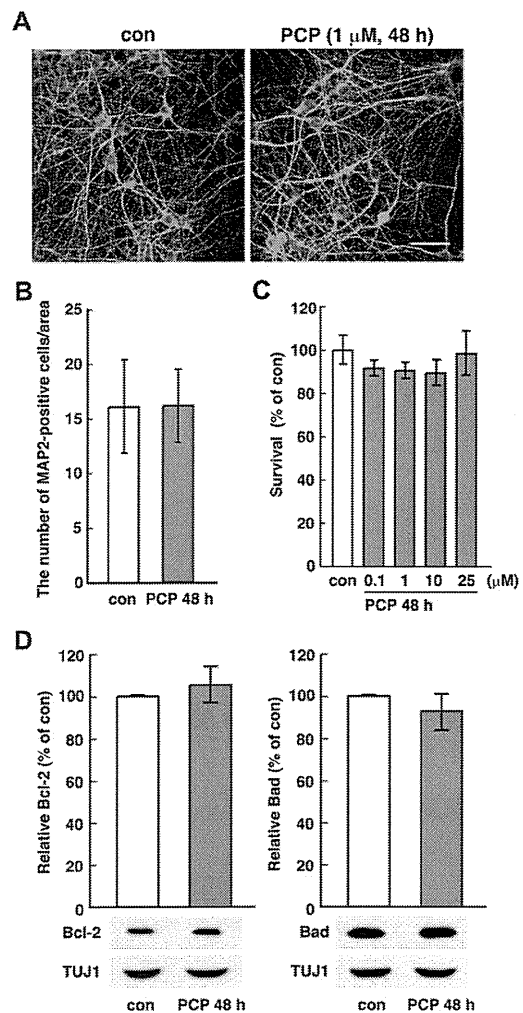 A
con
PCP (1 μM, 48 h)
B
The number of MAP2-positive cells/area
25
20
15
10
5
0
con PCP 48 h
C
Survival (% of con)
120
100
80
60
40
20
0
con 0.1 1 10 25 (μM)
PCP 48 h
D
Relative Bcl-2 (% of con)
120
100
80
60
40
20
0
Bcl-2
TUJ1
con PCP 48 h
Relative Bad (% of con)
120
100
80
60
40
20
0
Bad
TUJ1
con PCP 48 h